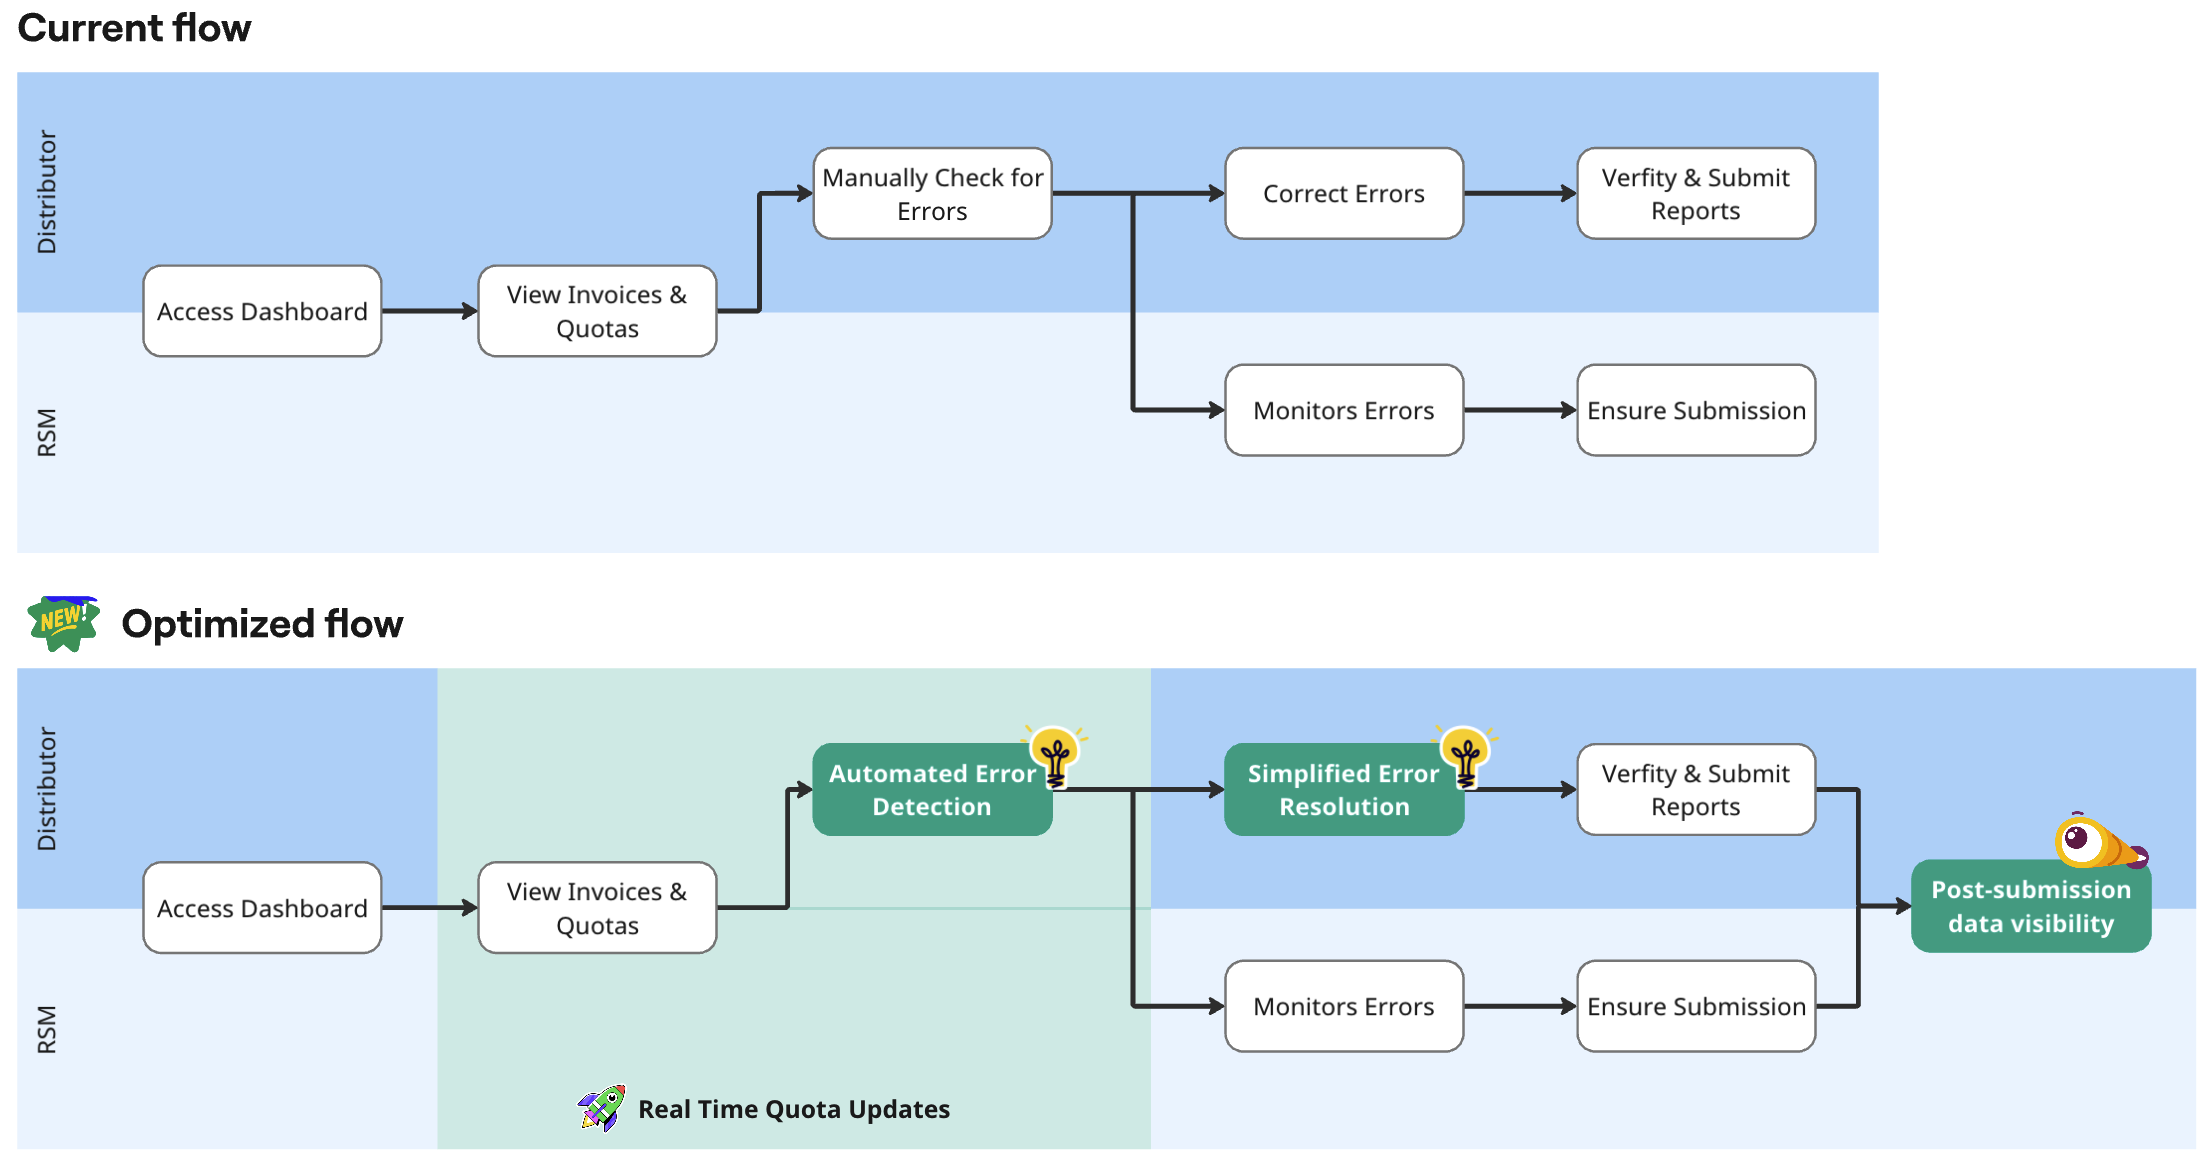 Current flow
Distributor
Manually Check for
Errors
Correct Errors
Verfity & Submit
Reports
Access Dashboard
View Invoices &
Quotas
RSM
Monitors Errors
Ensure Submission
NEW!
Optimized flow
Distributor
Automated Error
Detection
Simplified Error
Resolution
Verfity & Submit
Reports
Access Dashboard
View Invoices &
Quotas
Post-submission
data visibility
RSM
Monitors Errors
Ensure Submission
Real Time Quota Updates